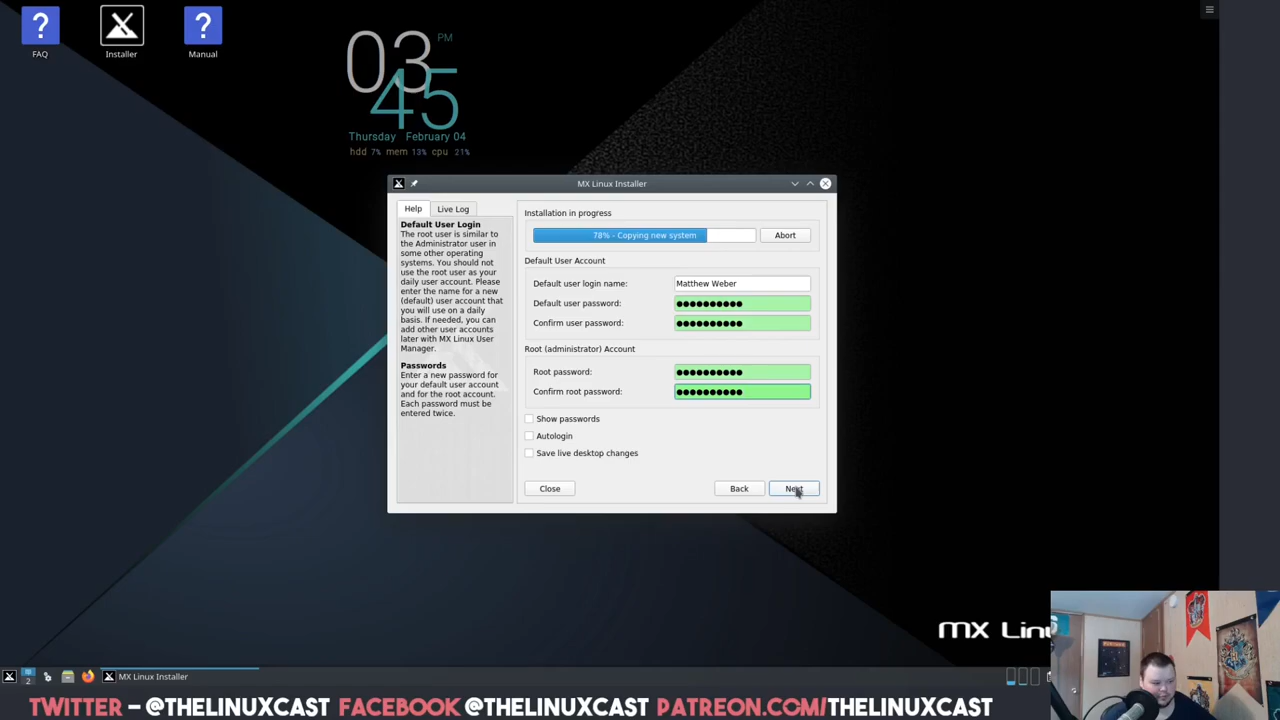 FAQ
Installer
Manual
03 PM
45
Thursday February 04
hdd 7% mem 13% cpu 21%
MX Linux Installer
Help
Live Log
Default User Login
The root user is similar to
the Administrator user in
some other operating
systems. You should not
use the root user as your
daily user account. Please
enter the name for a new
(default) user account that
you will use on a daily
basis. If needed, you can
add other user accounts
later with MX Linux User
Manager.
Passwords
Enter a new password for
your default user account
and for the root account.
Each password must be
entered twice.
Installation in progress
78% - Copying new system
Abort
Default User Account
Default user login name:
Matthew Weber
Default user password:
●●●●●●●●●●
Confirm user password:
●●●●●●●●●●
Root (administrator) Account
Root password:
●●●●●●●●●●
Confirm root password:
●●●●●●●●●●
Show passwords
Autologin
Save live desktop changes
Close
Back
Next
MX Linu
2
MX Linux Installer
TWITTER - @THELINUXCAST FACEBOOK @THELINUXCAST PATREON.COM/THELINUXCAST